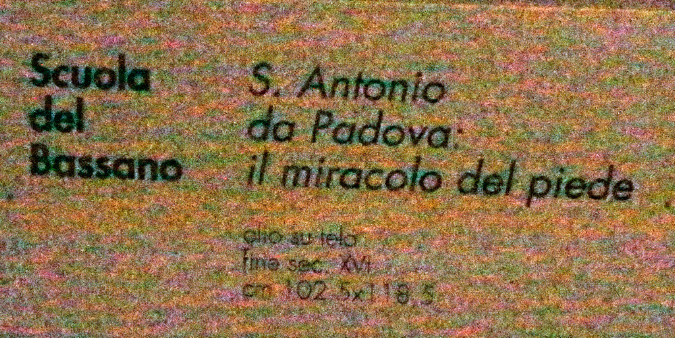 Scuola
del
Bassano
S. Antonio
da Padova:
il miracolo del piede
olio su tela
fine sec. XVI
cm 102.5x118.5